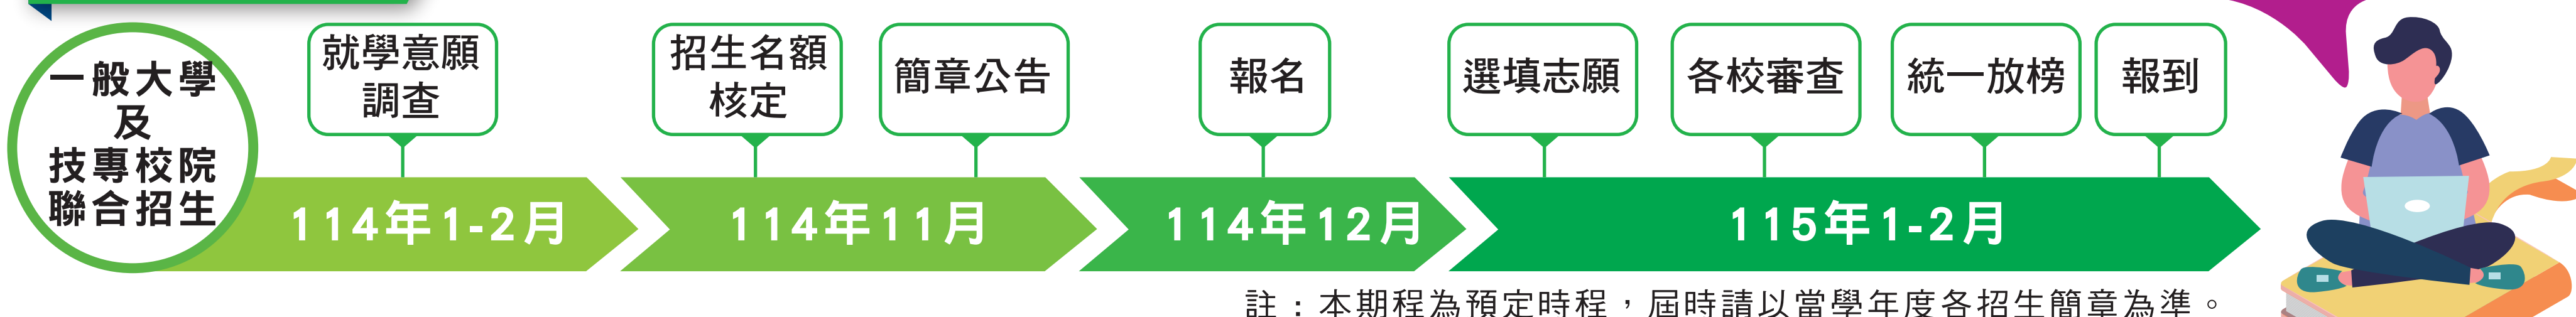 一般大學
及
技專校院
聯合招生
就學意願
調查
招生名額
核定
簡章公告
報名
選填志願
各校審查
統一放榜
報到
114年1-2月
114年11月
114年12月
115年1-2月
註：本期程為預定時程，屆時請以當學年度各招生簡章為準。